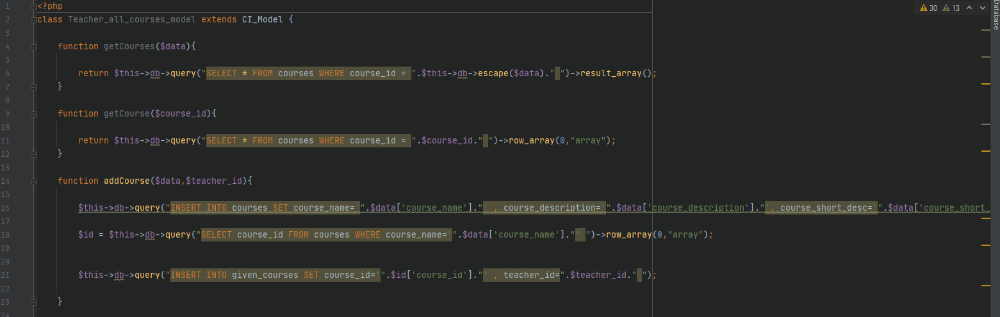 1 <?php
30 13
Database
2 class Teacher_all_courses_model extends CI_Model {
3
4 function getCourses($data){
5
6 return $this->db->query("SELECT * FROM courses WHERE course_id = ".$this->db->escape($data)." ")->result_array();
7 }
8
9 function getCourse($course_id){
10
11 return $this->db->query("SELECT * FROM courses WHERE course_id = ".$course_id." ")->row_array(0,"array");
12 }
13
14 function addCourse($data,$teacher_id){
15
16 $this->db->query("INSERT INTO courses SET course_name='".$data['course_name']."' , course_description='".$data['course_description']."', course_short_desc='".$data['course_short_
17
18 $id = $this->db->query("SELECT course_id FROM courses WHERE course_name='".$data['course_name']."' ")->row_array(0,"array");
19
20
21 $this->db->query("INSERT INTO given_courses SET course_id='".$id['course_id']."' , teacher_id=".$teacher_id." ");
22
23 }
24